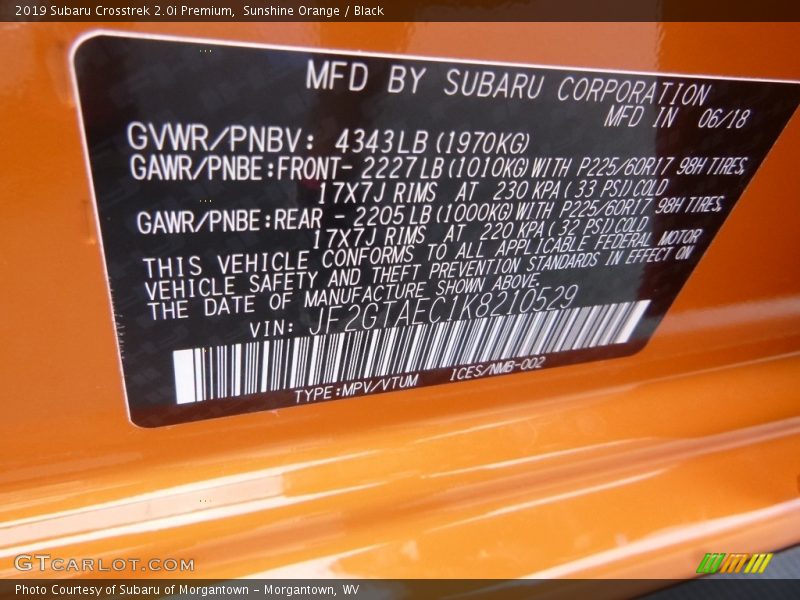 2019 Subaru Crosstrek 2.0i Premium,  Sunshine Orange / Black
MFD BY SUBARU CORPORATION
MFD IN 06/18
GVWR/PNBV: 4343LB(1970KG)
GAWR/PNBE:FRONT- 2227LB(1010KG)WITH P225/60R17 98H TIRES,
17X7J RIMS AT 230 KPA(33 PSI)COLD
GAWR/PNBE:REAR - 2205LB(1000KG)WITH P225/60R17 98H TIRES,
17X7J RIMS AT 220 KPA(32 PSI)COLD
THIS VEHICLE CONFORMS TO ALL APPLICABLE FEDERAL MOTOR
VEHICLE SAFETY AND THEFT PREVENTION STANDARDS IN EFFECT ON
THE DATE OF MANUFACTURE SHOWN ABOVE.
VIN: JF2GTAEC1K8210529
TYPE:MPV/VTUM ICES/NMB-002
GTCARLOT.COM
Photo Courtesy of Subaru of Morgantown - Morgantown, WV